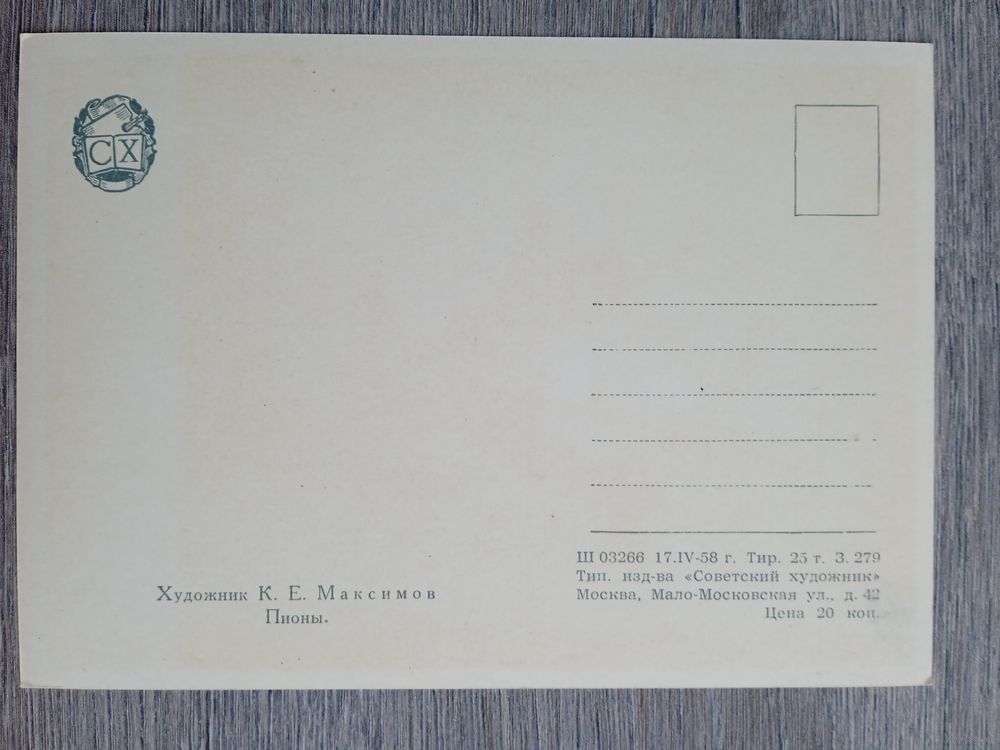 СХ
Художник К. Е. Максимов
Пионы.
Ш 03266 17.IV-58 г. Тир. 25 т. З. 279
Тип. изд-ва «Советский художник»
Москва, Мало-Московская ул., д. 42
Цена 20 коп.